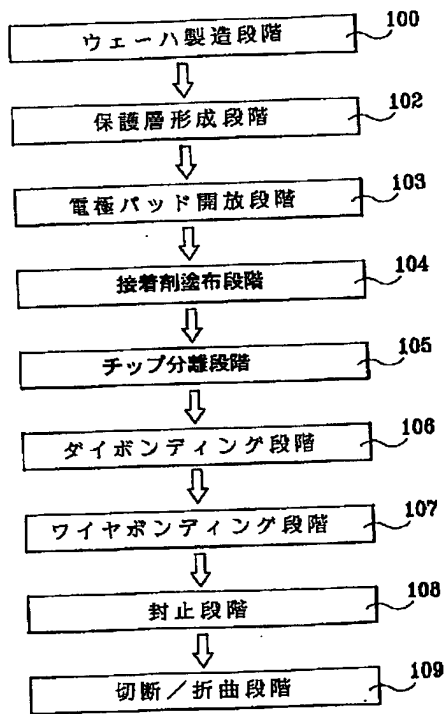 ウェーハ製造段階 100
保護層形成段階 102
電極パッド開放段階 103
接着剤塗布段階 104
チップ分離段階 105
ダイボンディング段階 106
ワイヤボンディング段階 107
封止段階 108
切断／折曲段階 109